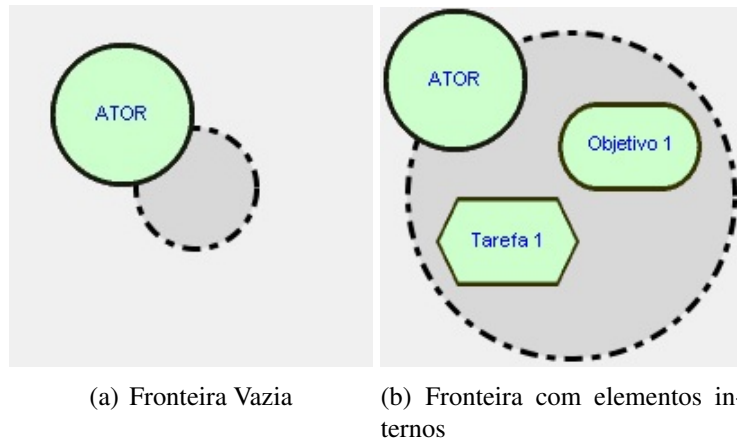 ATOR
ATOR
Objetivo 1
Tarefa 1
(a) Fronteira Vazia
(b) Fronteira com elementos in-
ternos